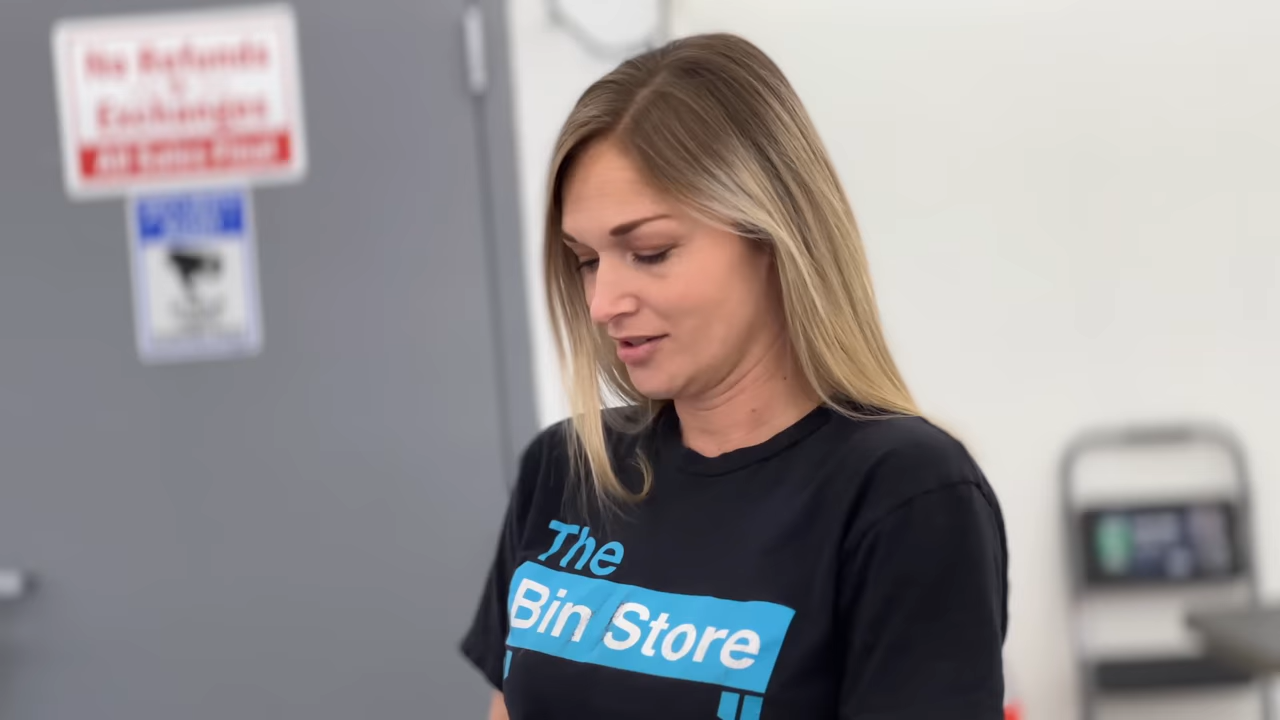 No Refunds
Exchanges
All Sales Final
The
Bin Store